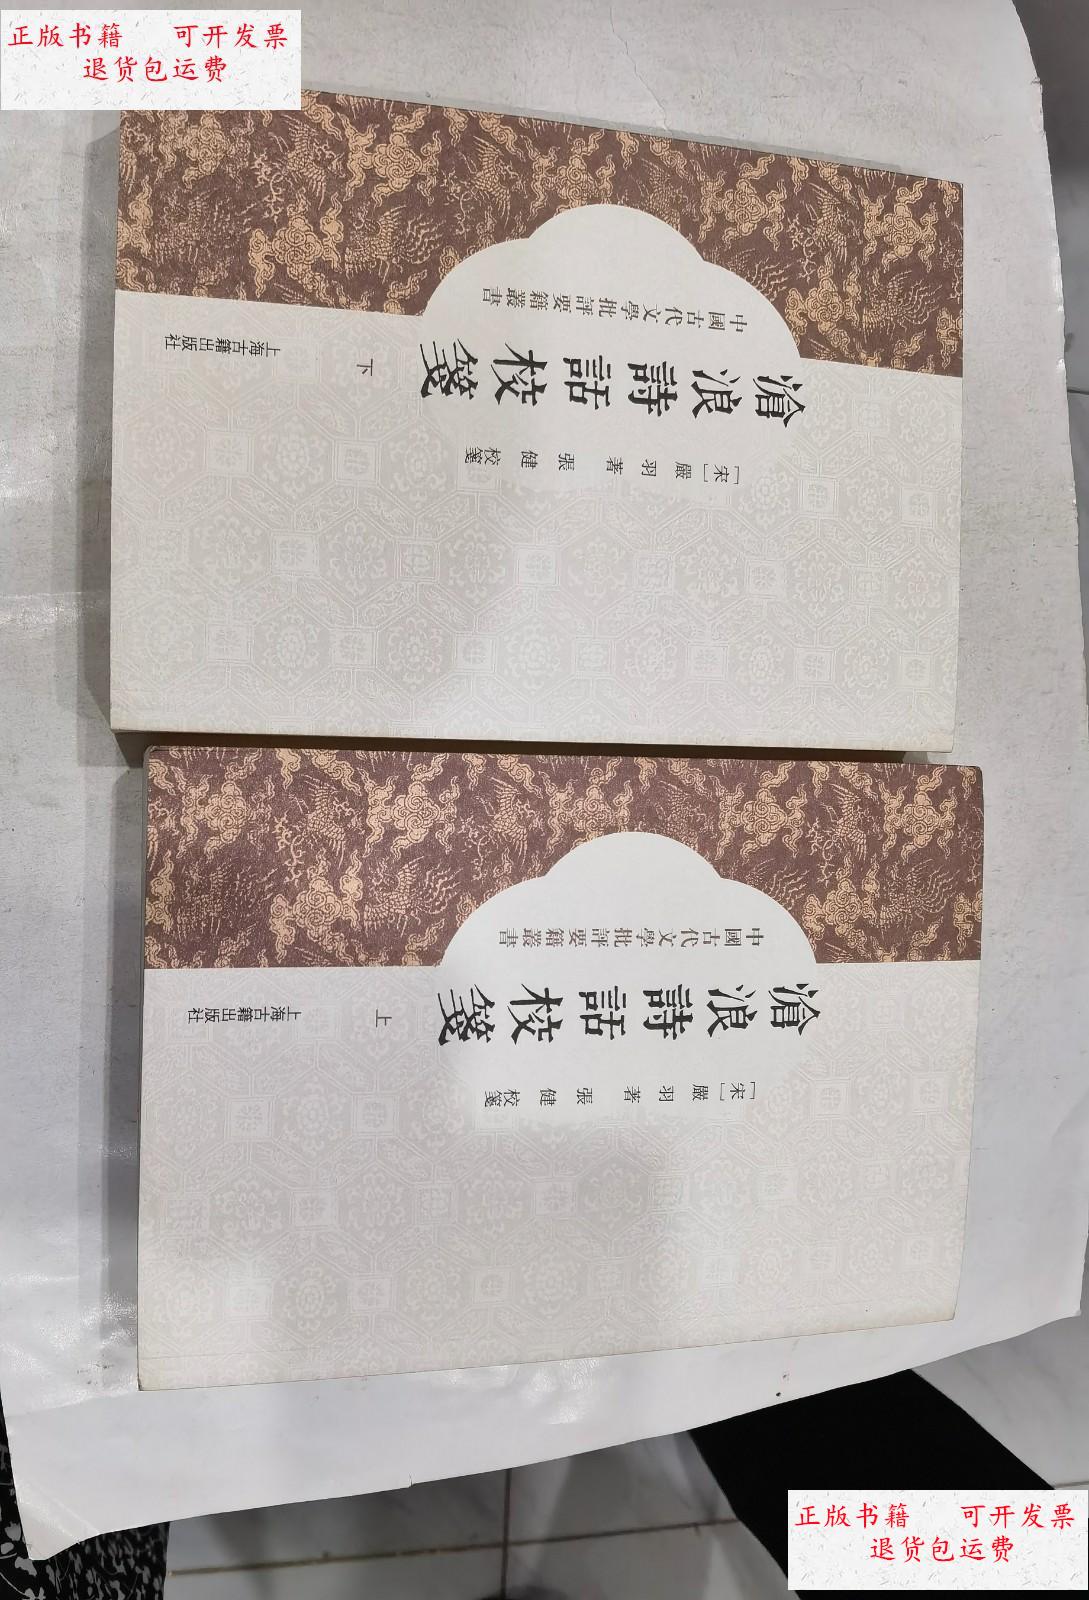 正版书籍 可开发票
退货包运费
中國古代文學批評要籍叢書
滄浪詩話校箋
下
[宋]嚴羽 著 張健 校箋
上海古籍出版社
中國古代文學批評要籍叢書
滄浪詩話校箋
上
[宋]嚴羽 著 張健 校箋
上海古籍出版社
正版书籍 可开发票
退货包运费